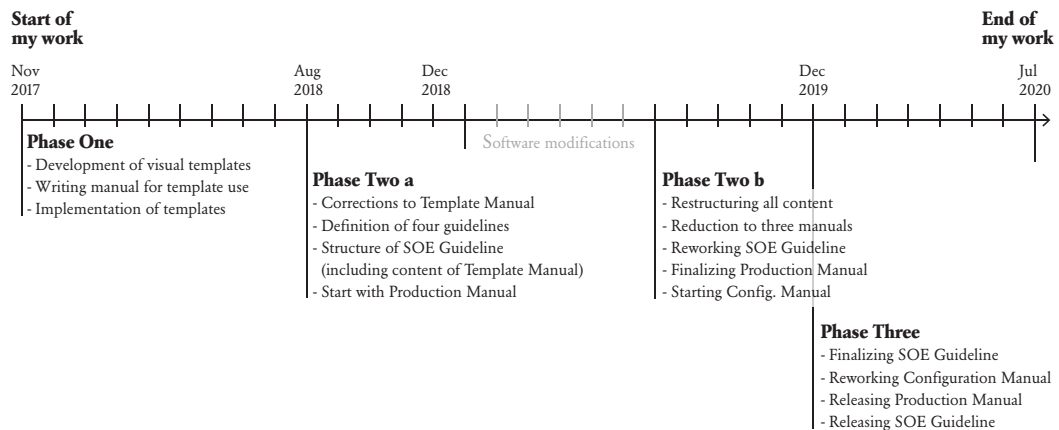 Start of
my work
End of
my work
Nov
2017
Aug
2018
Dec
2018
Dec
2019
Jul
2020
Software modifications
Phase One
- Development of visual templates
- Writing manual for template use
- Implementation of templates
Phase Two a
- Corrections to Template Manual
- Definition of four guidelines
- Structure of SOE Guideline
(including content of Template Manual)
- Start with Production Manual
Phase Two b
- Restructuring all content
- Reduction to three manuals
- Reworking SOE Guideline
- Finalizing Production Manual
- Starting Config. Manual
Phase Three
- Finalizing SOE Guideline
- Reworking Configuration Manual
- Releasing Production Manual
- Releasing SOE Guideline